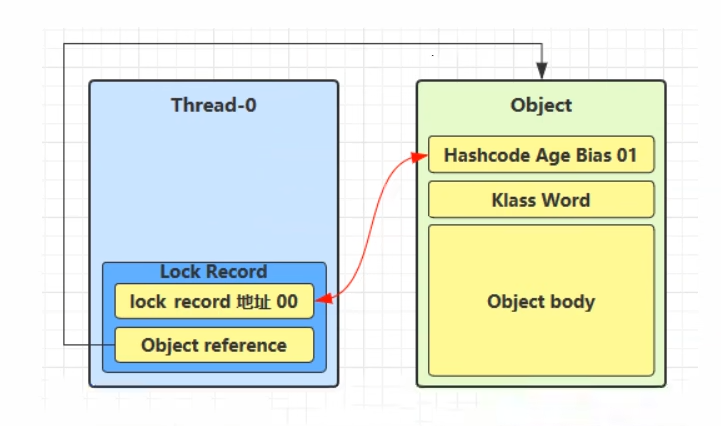 Thread-0
Lock Record
lock record 地址 00
Object reference
Object
Hashcode Age Bias 01
Klass Word
Object body